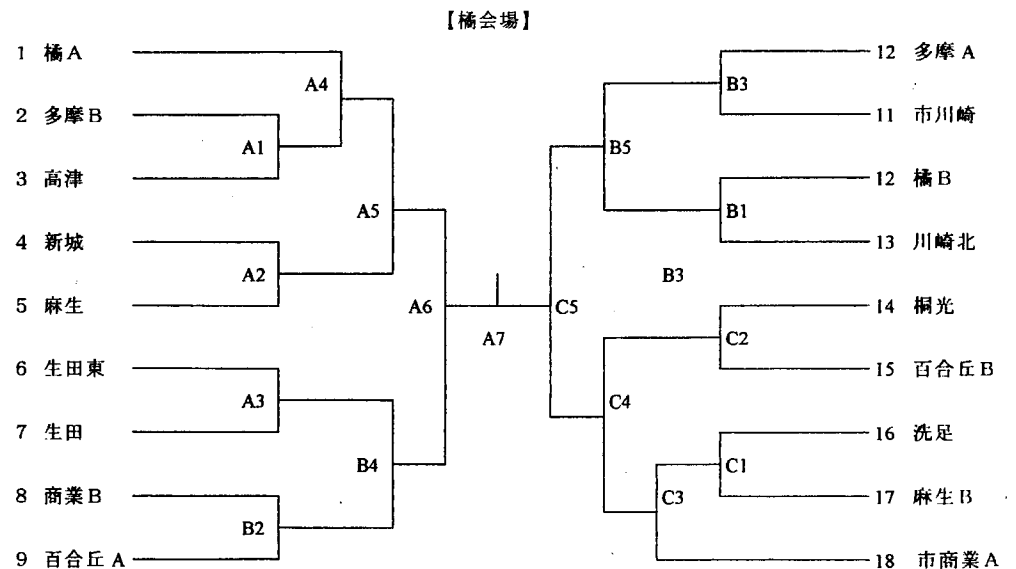 【橘会場】
1 橘A
2 多摩B
3 高津
4 新城
5 麻生
6 生田東
7 生田
8 商業B
9 百合丘A
A4
A1
A5
A2
A6
A3
B4
B2
A7
12 多摩A
11 市川崎
12 橘B
13 川崎北
14 桐光
15 百合丘B
16 洗足
17 麻生B
18 市商業A
B3
B5
B1
B3
C5
C2
C4
C1
C3